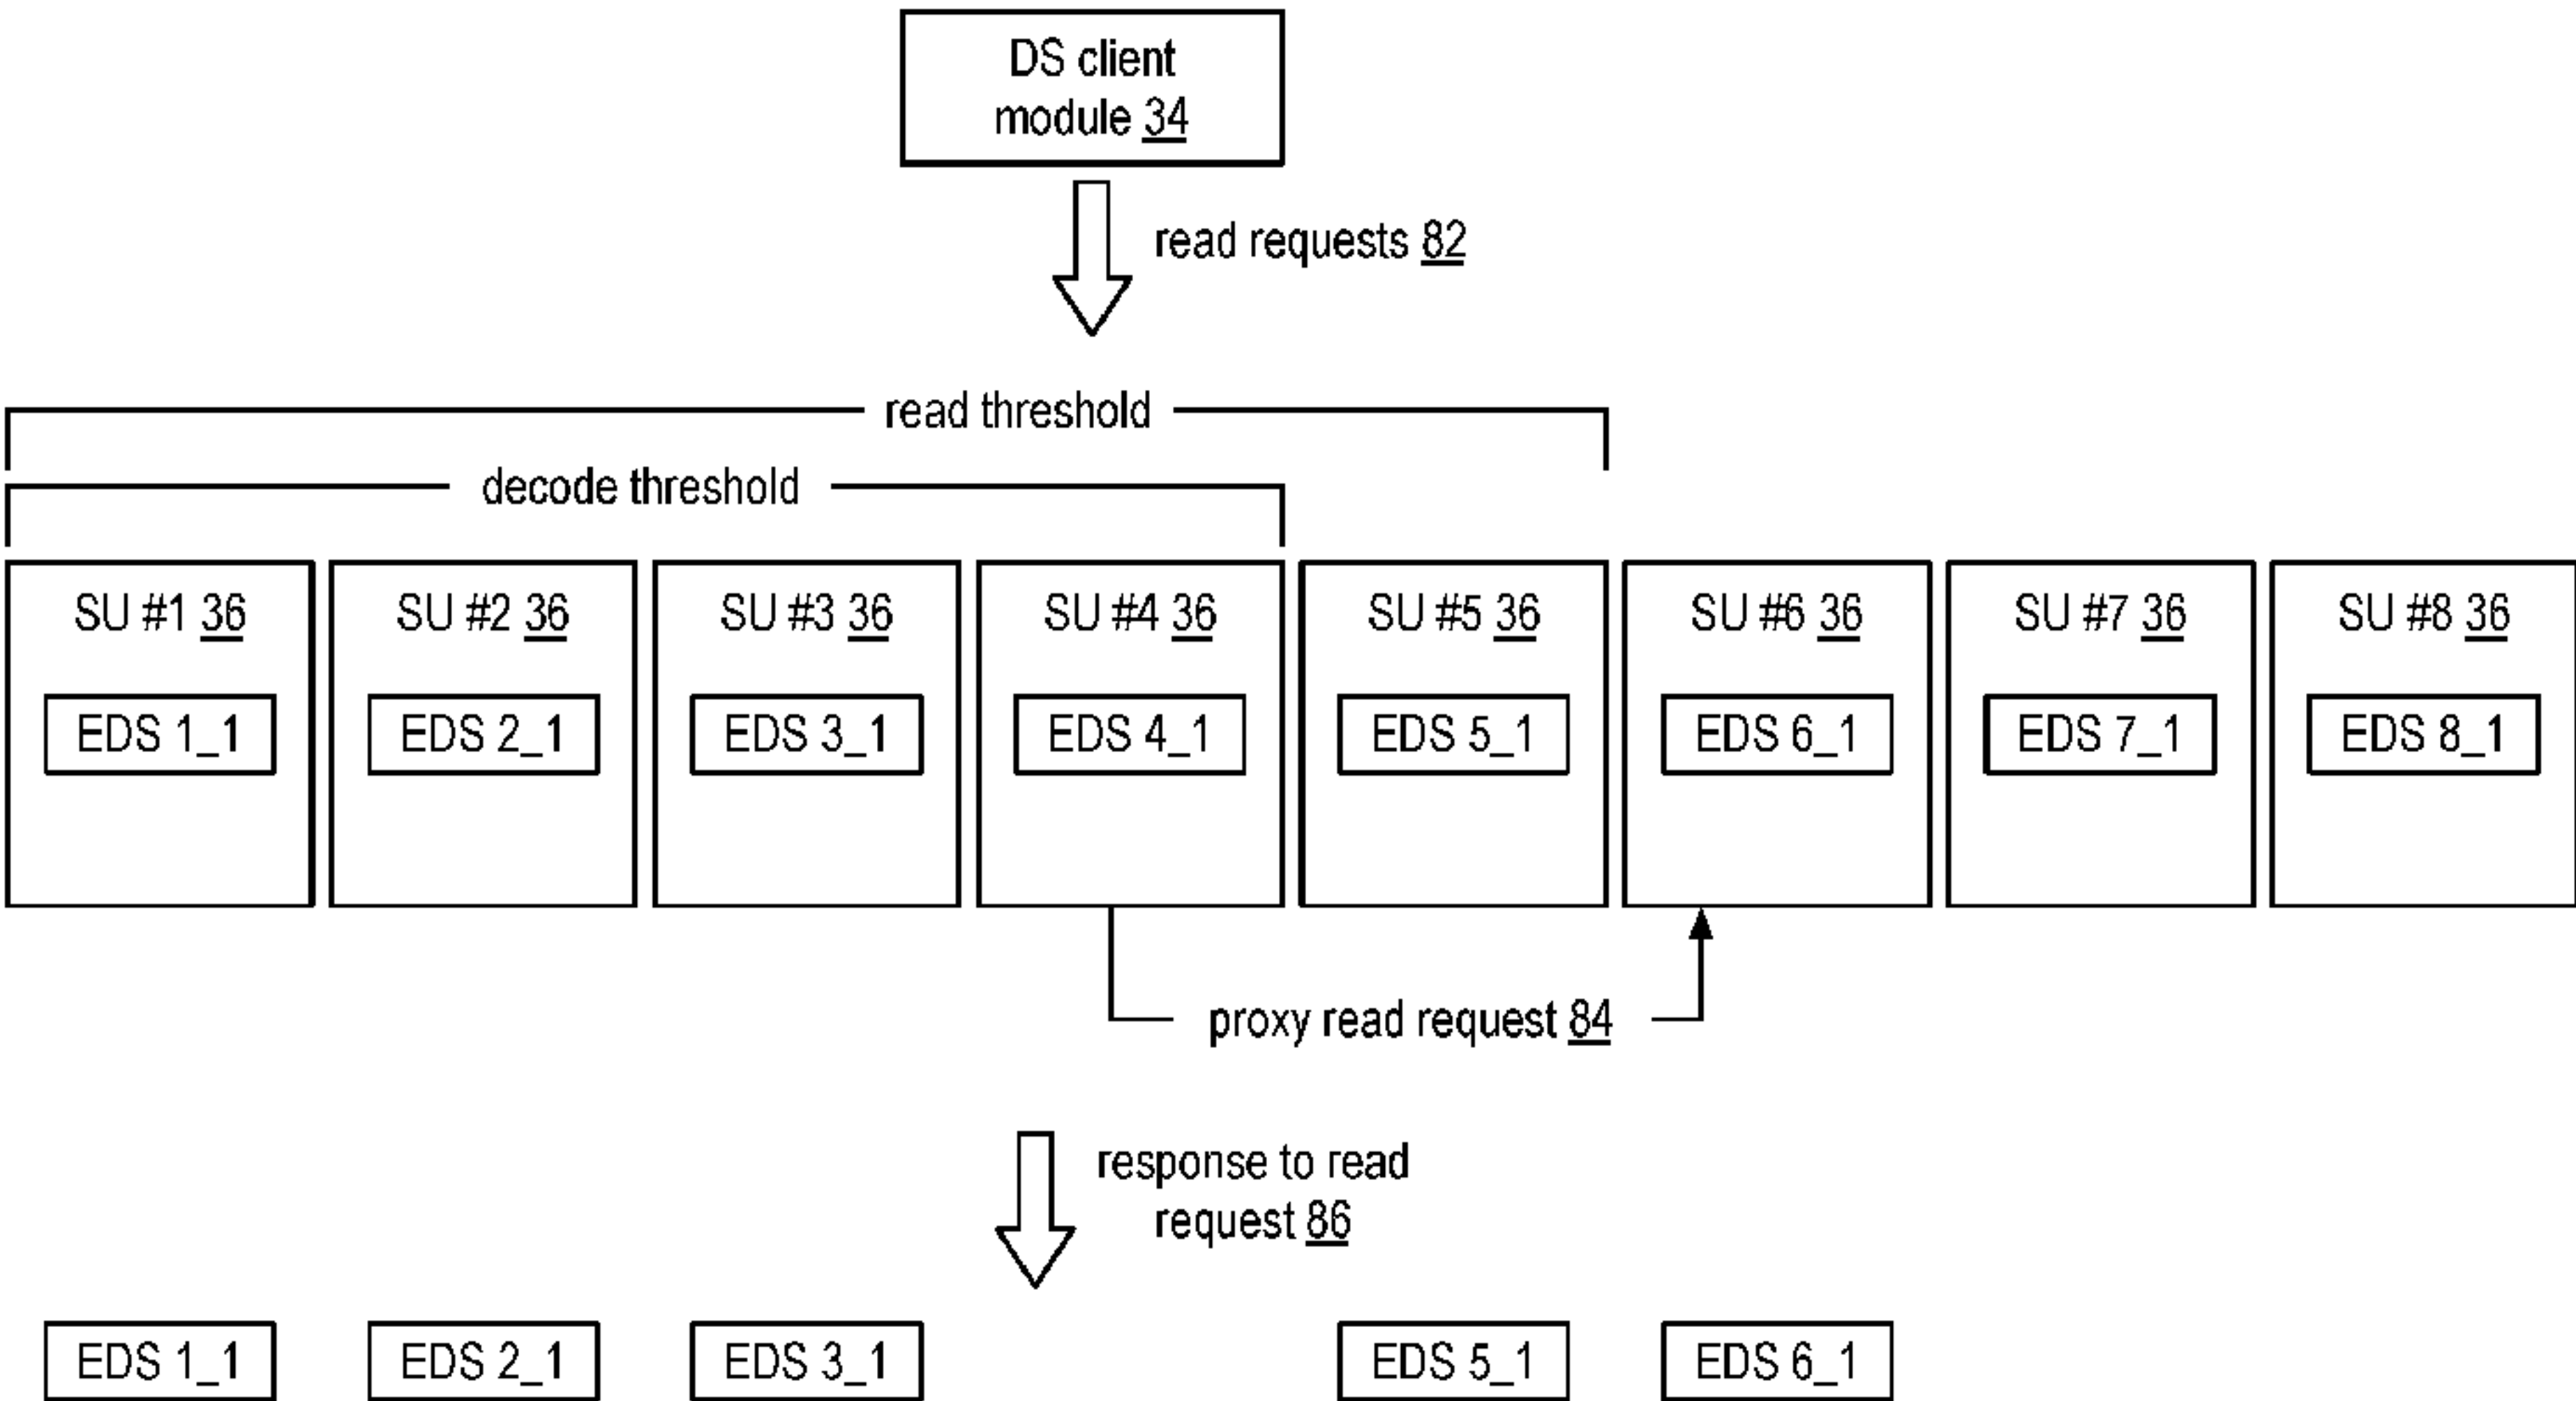 DS client
module 34
read requests 82
read threshold
decode threshold
SU #1 36
SU #2 36
SU #3 36
SU #4 36
SU #5 36
SU #6 36
SU #7 36
SU #8 36
EDS 1_1
EDS 2_1
EDS 3_1
EDS 4_1
EDS 5_1
EDS 6_1
EDS 7_1
EDS 8_1
proxy read request 84
response to read
request 86
EDS 1_1
EDS 2_1
EDS 3_1
EDS 5_1
EDS 6_1